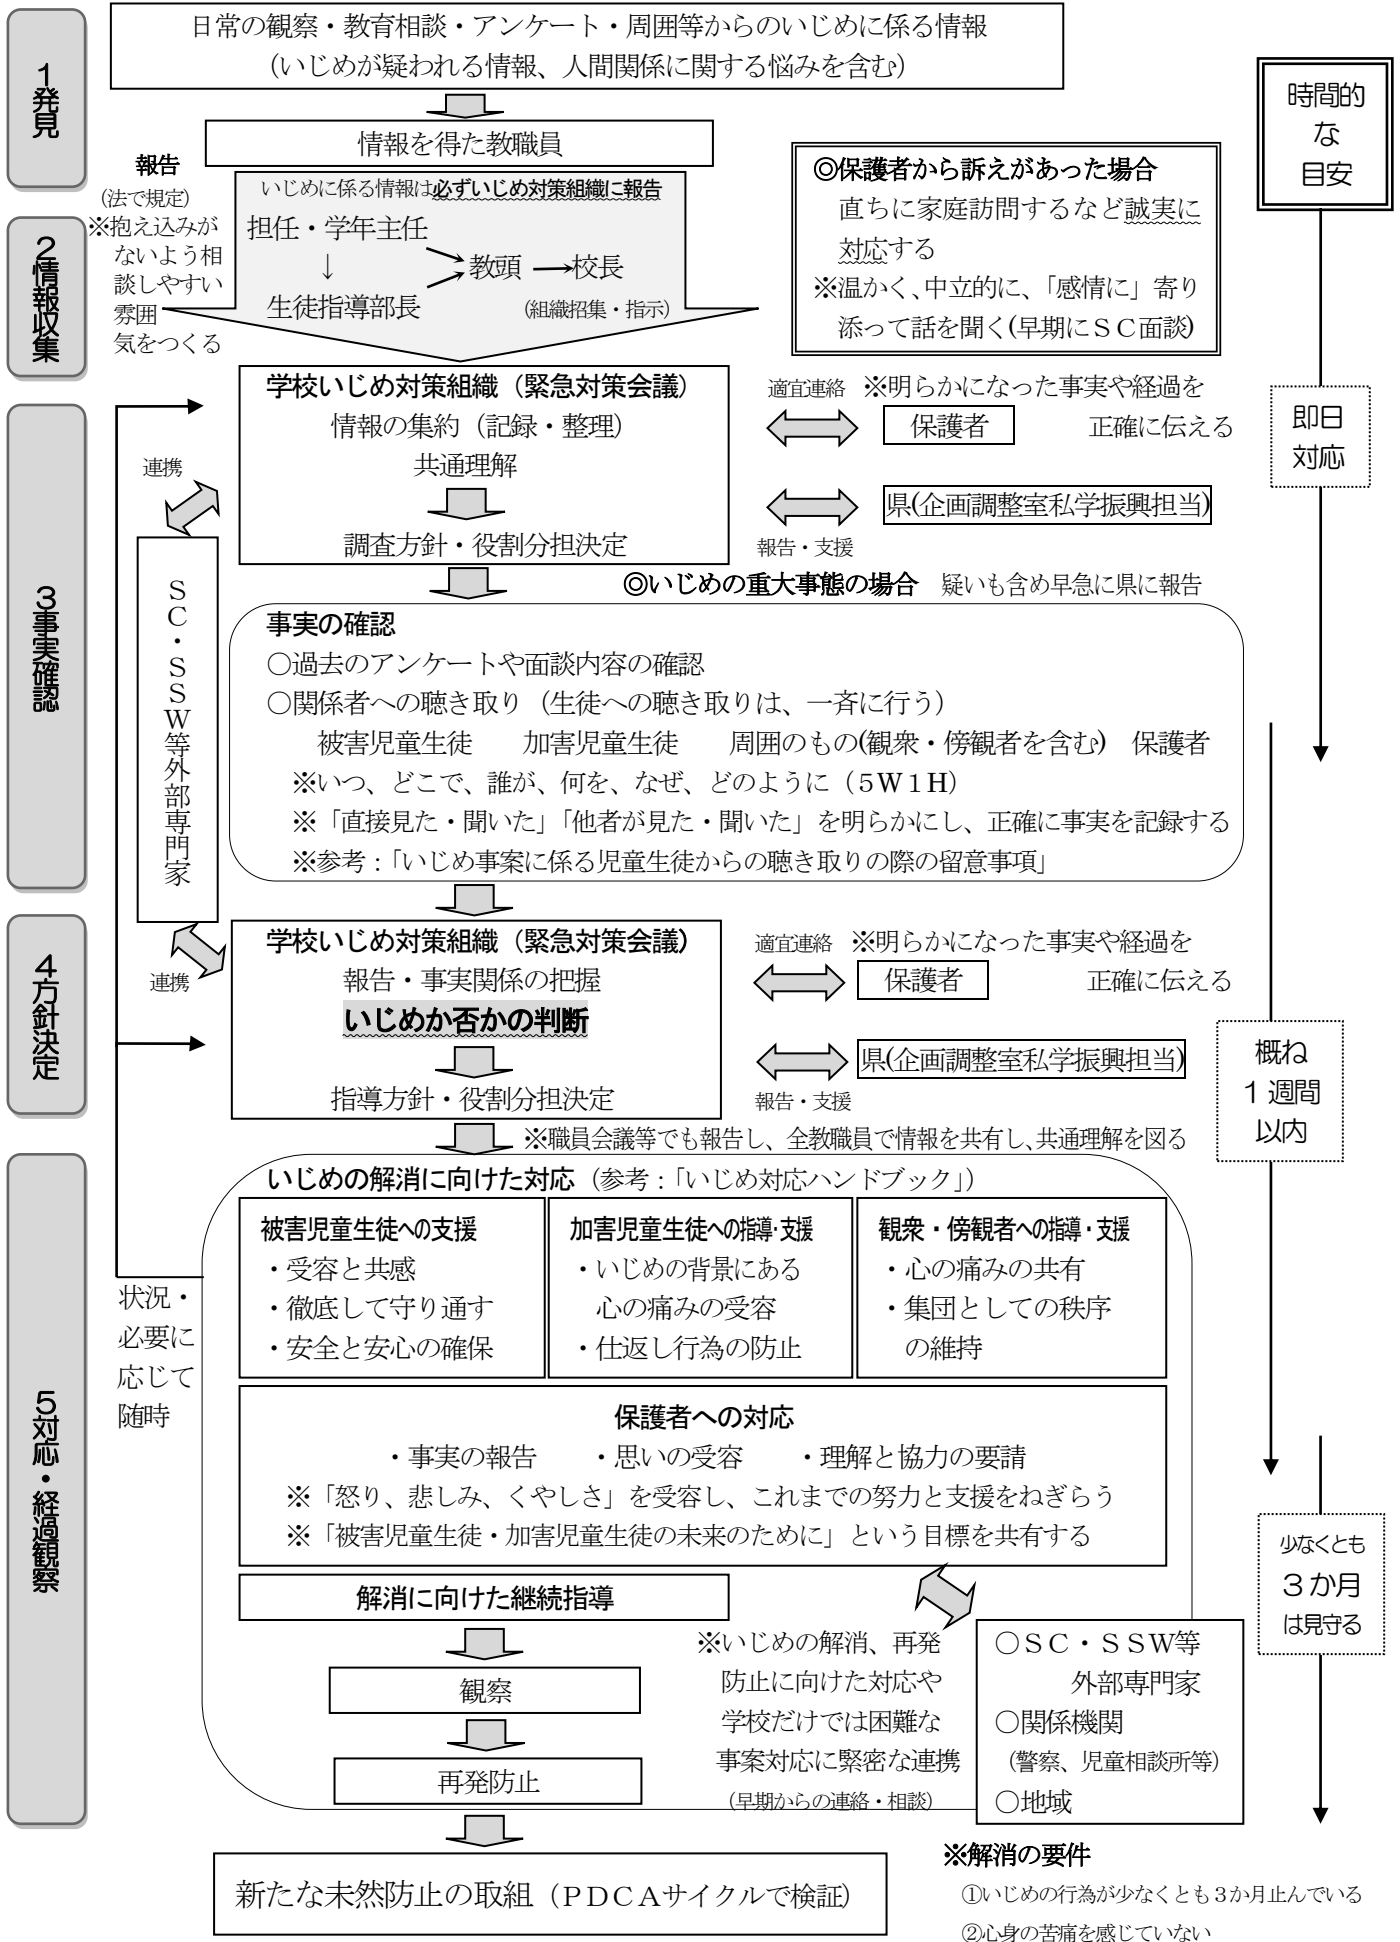 1発見
日常の観察・教育相談・アンケート・周囲等からのいじめに係る情報
（いじめが疑われる情報、人間関係に関する悩みを含む）
情報を得た教職員
時間的
な
目安
報告
（法で規定）
※抱え込みが
ないよう相
談しやすい
雰囲
気をつくる
いじめに係る情報は必ずいじめ対策組織に報告
担任・学年主任
↓
生徒指導部長
教頭
校長
（組織招集・指示）
◎保護者から訴えがあった場合
直ちに家庭訪問するなど誠実に
対応する
※温かく、中立的に、「感情に」寄り
添って話を聞く(早期にＳＣ面談)
2情報収集
学校いじめ対策組織（緊急対策会議）
情報の集約（記録・整理）
共通理解
調査方針・役割分担決定
適宜連絡
※明らかになった事実や経過を
正確に伝える
保護者
県(企画調整室私学振興担当)
報告・支援
即日
対応
連携
ＳＣ・ＳＳＷ等外部専門家
3事実確認
◎いじめの重大事態の場合　疑いも含め早急に県に報告
事実の確認
○過去のアンケートや面談内容の確認
○関係者への聴き取り（生徒への聴き取りは、一斉に行う）
被害児童生徒　　加害児童生徒　　周囲のもの(観衆・傍観者を含む)　保護者
※いつ、どこで、誰が、何を、なぜ、どのように（５Ｗ１Ｈ）
※「直接見た・聞いた」「他者が見た・聞いた」を明らかにし、正確に事実を記録する
※参考：「いじめ事案に係る児童生徒からの聴き取りの際の留意事項」
4方針決定
連携
学校いじめ対策組織（緊急対策会議）
報告・事実関係の把握
いじめか否かの判断
指導方針・役割分担決定
適宜連絡
※明らかになった事実や経過を
正確に伝える
保護者
県(企画調整室私学振興担当)
報告・支援
概ね
１週間
以内
※職員会議等でも報告し、全教職員で情報を共有し、共通理解を図る
5対応・経過観察
いじめの解消に向けた対応（参考：「いじめ対応ハンドブック」）
被害児童生徒への支援
・受容と共感
・徹底して守り通す
・安全と安心の確保
加害児童生徒への指導・支援
・いじめの背景にある
心の痛みの受容
・仕返し行為の防止
観衆・傍観者への指導・支援
・心の痛みの共有
・集団としての秩序
の維持
状況・
必要に
応じて
随時
保護者への対応
・事実の報告　　・思いの受容　　・理解と協力の要請
※「怒り、悲しみ、くやしさ」を受容し、これまでの努力と支援をねぎらう
※「被害児童生徒・加害児童生徒の未来のために」という目標を共有する
少なくとも
３か月
は見守る
解消に向けた継続指導
観察
再発防止
※いじめの解消、再発
防止に向けた対応や
学校だけでは困難な
事案対応に緊密な連携
（早期からの連絡・相談）
○ＳＣ・ＳＳＷ等
外部専門家
○関係機関
（警察、児童相談所等）
○地域
新たな未然防止の取組（ＰＤＣＡサイクルで検証）
※解消の要件
①いじめの行為が少なくとも３か月止んでいる
②心身の苦痛を感じていない